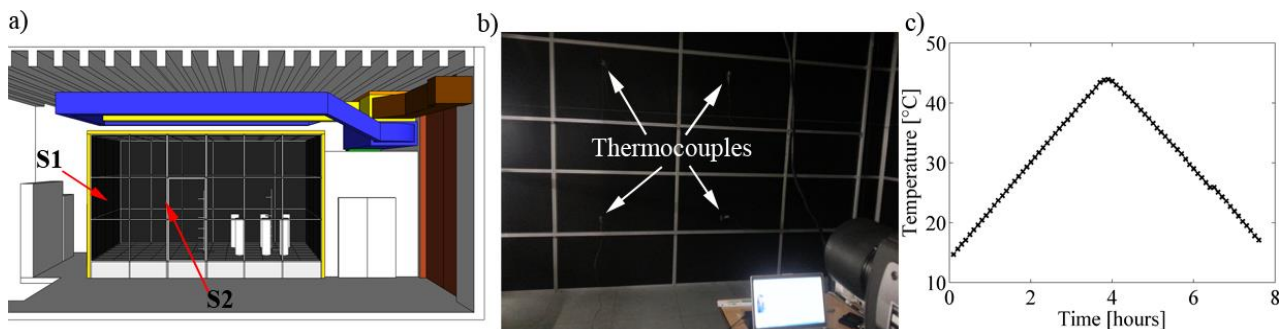 a)
S1
S2
b)
Thermocouples
c)
Temperature [°C]
50
40
30
20
10
0
2
4
6
8
Time [hours]